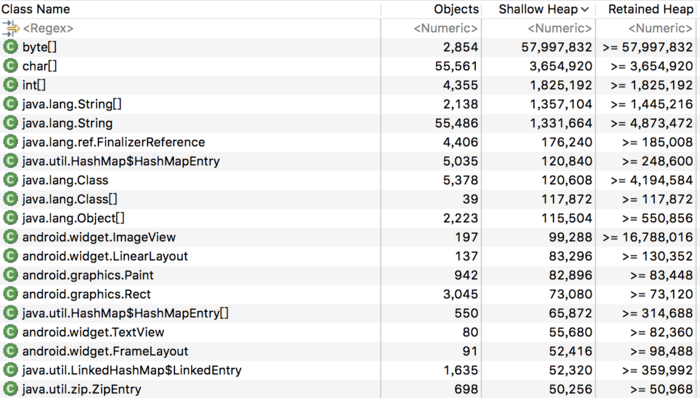 Class Name Objects Shallow Heap Retained Heap
<Regex> <Numeric> <Numeric> <Numeric>
C byte[] 2,854 57,997,832 >= 57,997,832
C char[] 55,561 3,654,920 >= 3,654,920
C int[] 4,355 1,825,192 >= 1,825,192
C java.lang.String[] 2,138 1,357,104 >= 1,445,216
C java.lang.String 55,486 1,331,664 >= 4,873,472
C java.lang.ref.FinalizerReference 4,406 176,240 >= 185,008
C java.util.HashMap$HashMapEntry 5,035 120,840 >= 248,600
C java.lang.Class 5,378 120,608 >= 4,194,584
C java.lang.Class[] 39 117,872 >= 117,872
C java.lang.Object[] 2,223 115,504 >= 550,856
C android.widget.ImageView 197 99,288 >= 16,788,016
C android.widget.LinearLayout 137 83,296 >= 130,352
C android.graphics.Paint 942 82,896 >= 83,448
C android.graphics.Rect 3,045 73,080 >= 73,120
C java.util.HashMap$HashMapEntry[] 550 65,872 >= 314,688
C android.widget.TextView 80 55,680 >= 82,360
C android.widget.FrameLayout 91 52,416 >= 98,488
C java.util.LinkedHashMap$LinkedEntry 1,635 52,320 >= 359,992
C java.util.zip.ZipEntry 698 50,256 >= 50,968